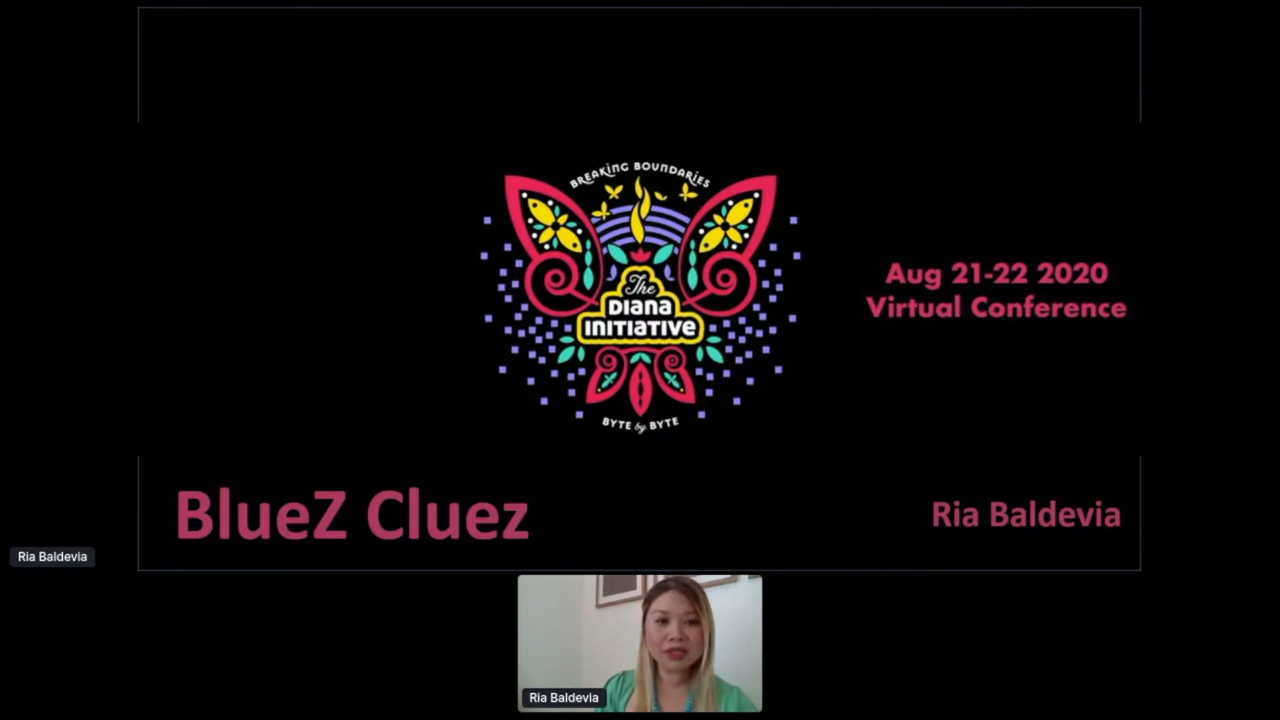 BREAKING BOUNDARIES
The
DIANA
INITIATIVE
BYTE by BYTE
Aug 21-22 2020
Virtual Conference
BlueZ Cluez
Ria Baldevia
Ria Baldevia
Ria Baldevia